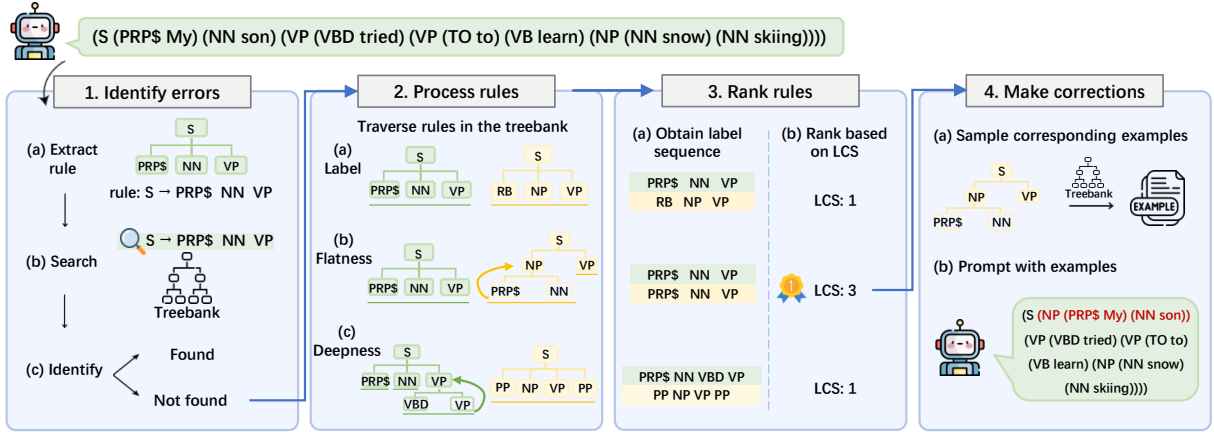 (S (PRP$ My) (NN son) (VP (VBD tried) (VP (TO to) (VB learn) (NP (NN snow) (NN skiing))))
1. Identify errors
(a) Extract
rule
S
PRP$ NN VP
rule: S → PRP$ NN VP
S → PRP$ NN VP
(b) Search
Treebank
(c) Identify
Found
Not found
2. Process rules
Traverse rules in the treebank
(a)
Label
S
PRP$ NN VP
S
RB NP VP
(b)
Flatness
S
PRP$ NN VP
S
NP VP
PRP$ NN
(c)
Deepness
S
PRP$ NN VP
VBD VP
S
PP NP VP PP
3. Rank rules
(a) Obtain label
sequence
(b) Rank based
on LCS
PRP$ NN VP
RB NP VP
LCS: 1
PRP$ NN VP
PRP$ NN VP
1
LCS: 3
PRP$ NN VBD VP
PP NP VP PP
LCS: 1
4. Make corrections
(a) Sample corresponding examples
S
NP VP
PRP$ NN
Treebank
EXAMPLE
(b) Prompt with examples
(S (NP (PRP$ My) (NN son))
(VP (VBD tried) (VP (TO to)
(VB learn) (NP (NN snow)
(NN skiing))))